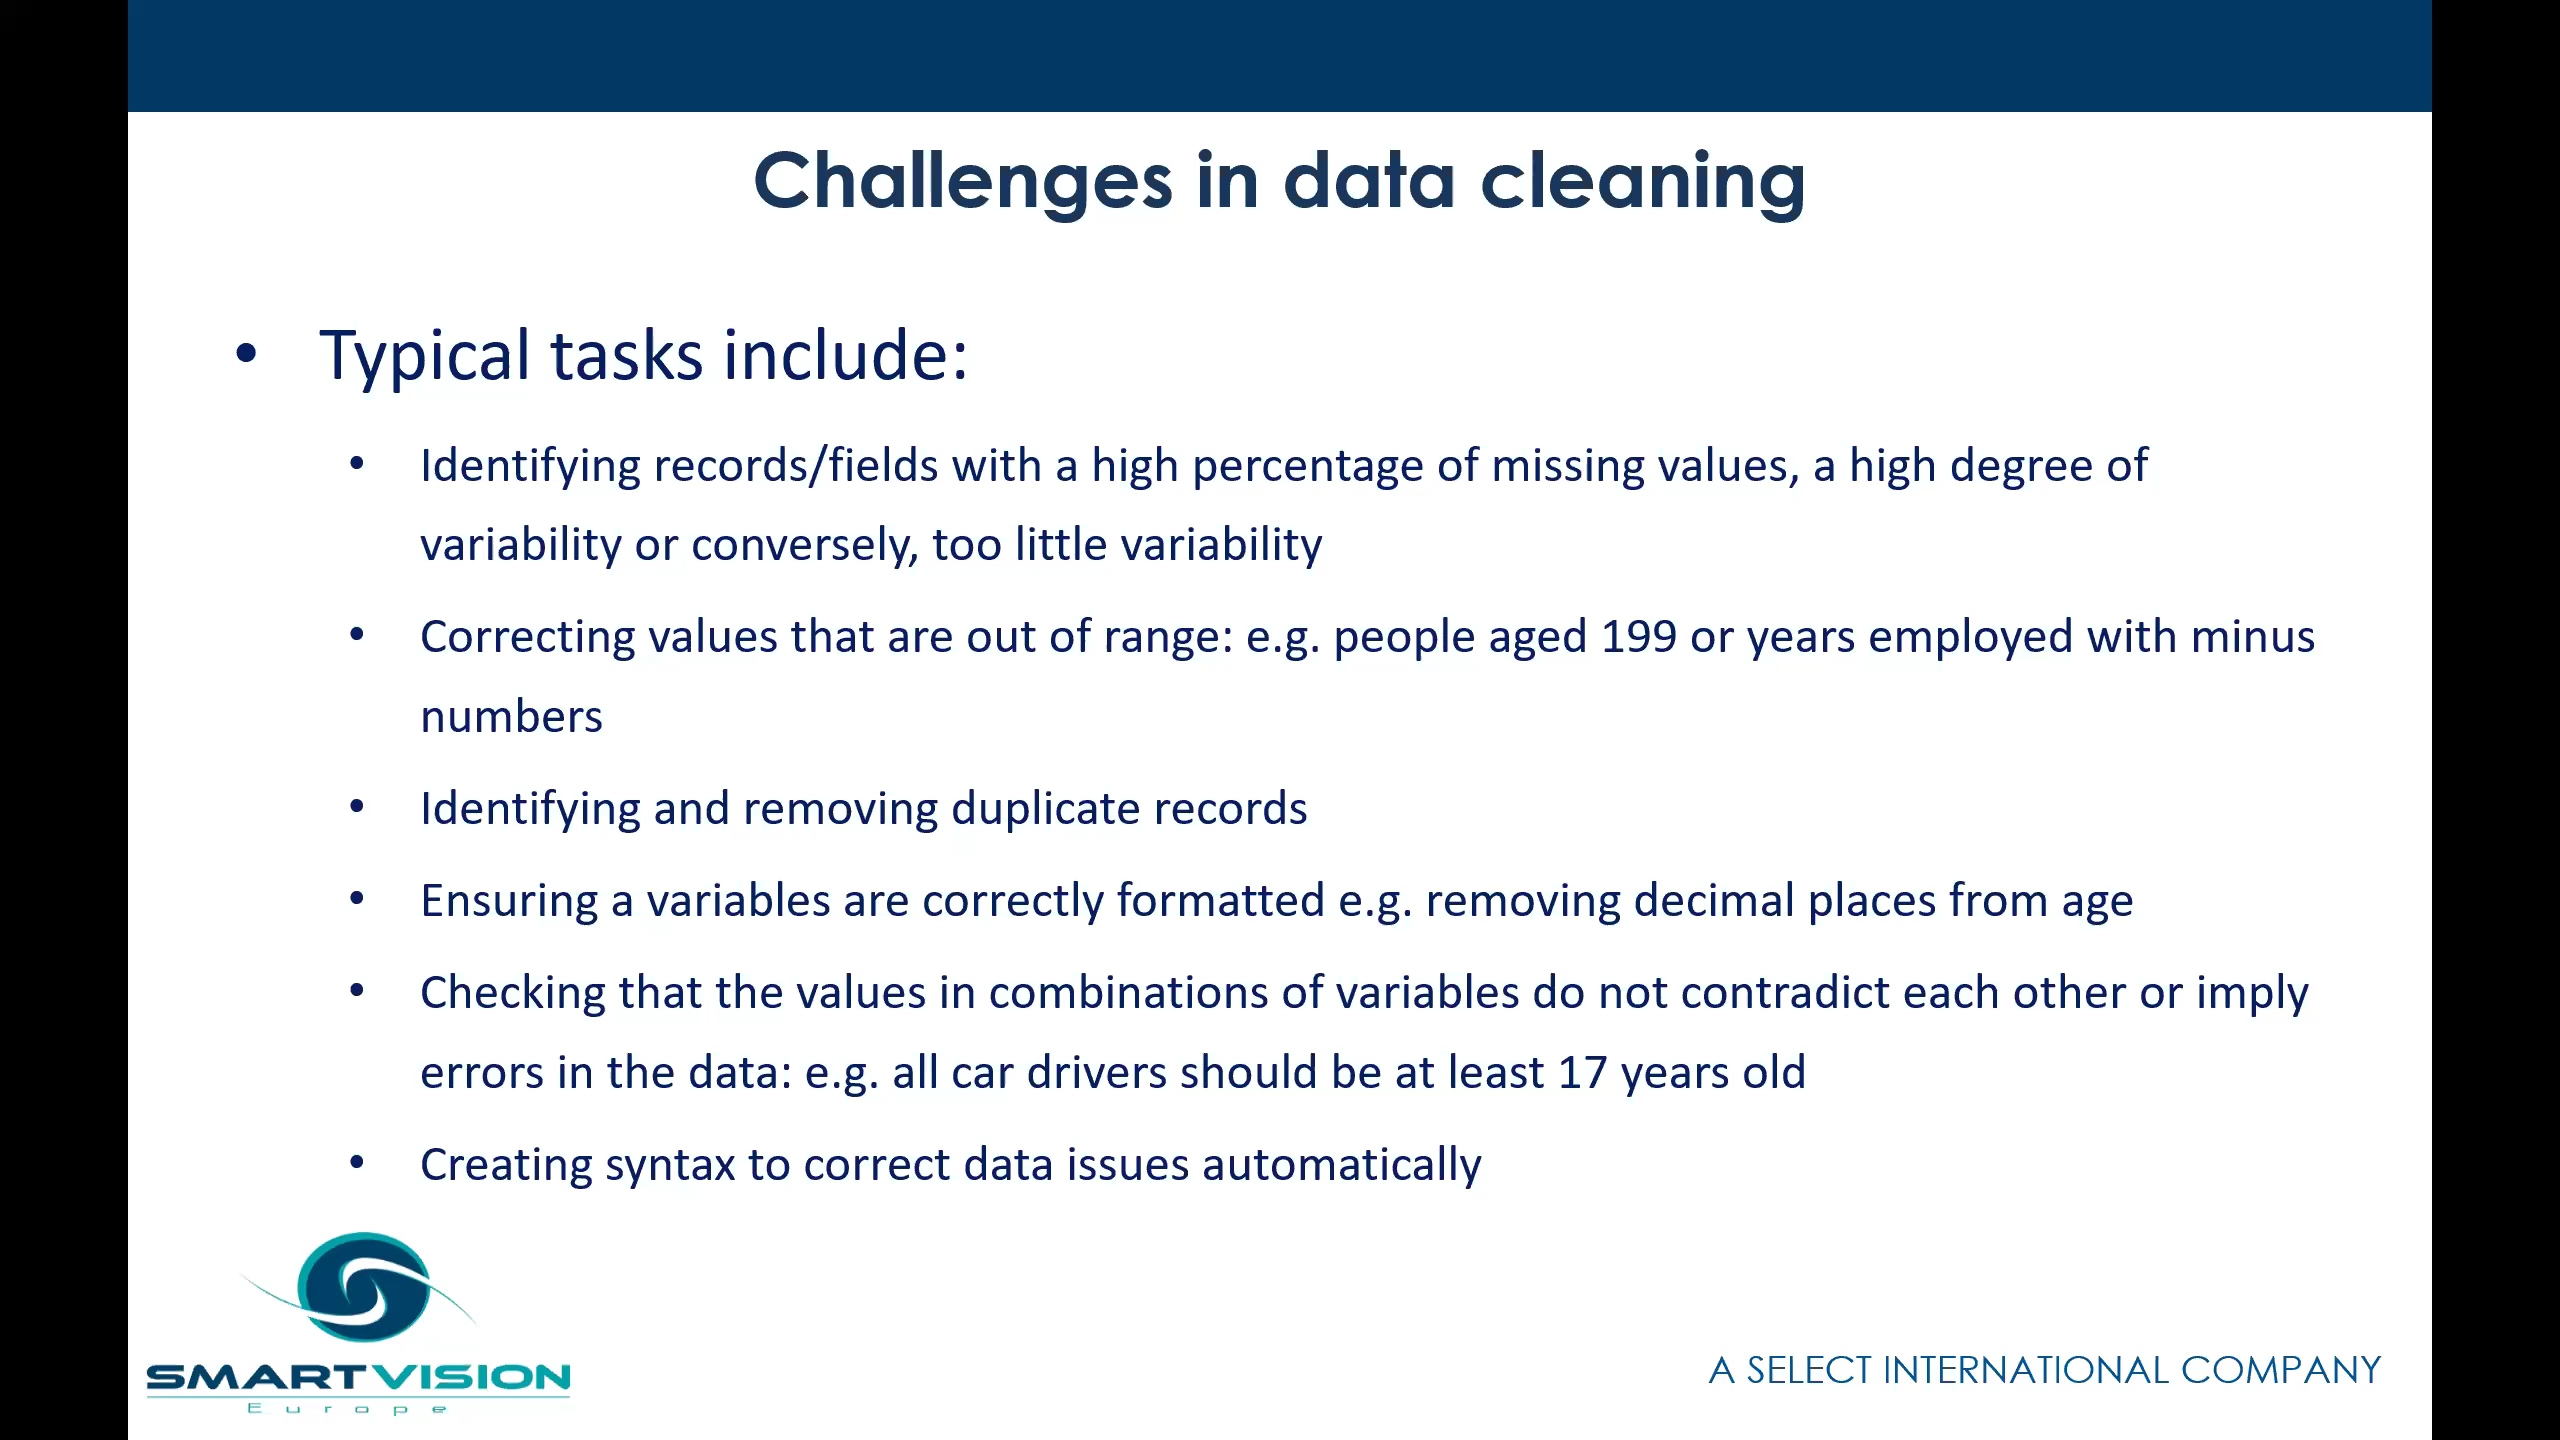 Challenges in data cleaning
• Typical tasks include:
• Identifying records/fields with a high percentage of missing values, a high degree of
variability or conversely, too little variability
• Correcting values that are out of range: e.g. people aged 199 or years employed with minus
numbers
• Identifying and removing duplicate records
• Ensuring a variables are correctly formatted e.g. removing decimal places from age
• Checking that the values in combinations of variables do not contradict each other or imply
errors in the data: e.g. all car drivers should be at least 17 years old
• Creating syntax to correct data issues automatically
SMARTVISION
Europe
A SELECT INTERNATIONAL COMPANY